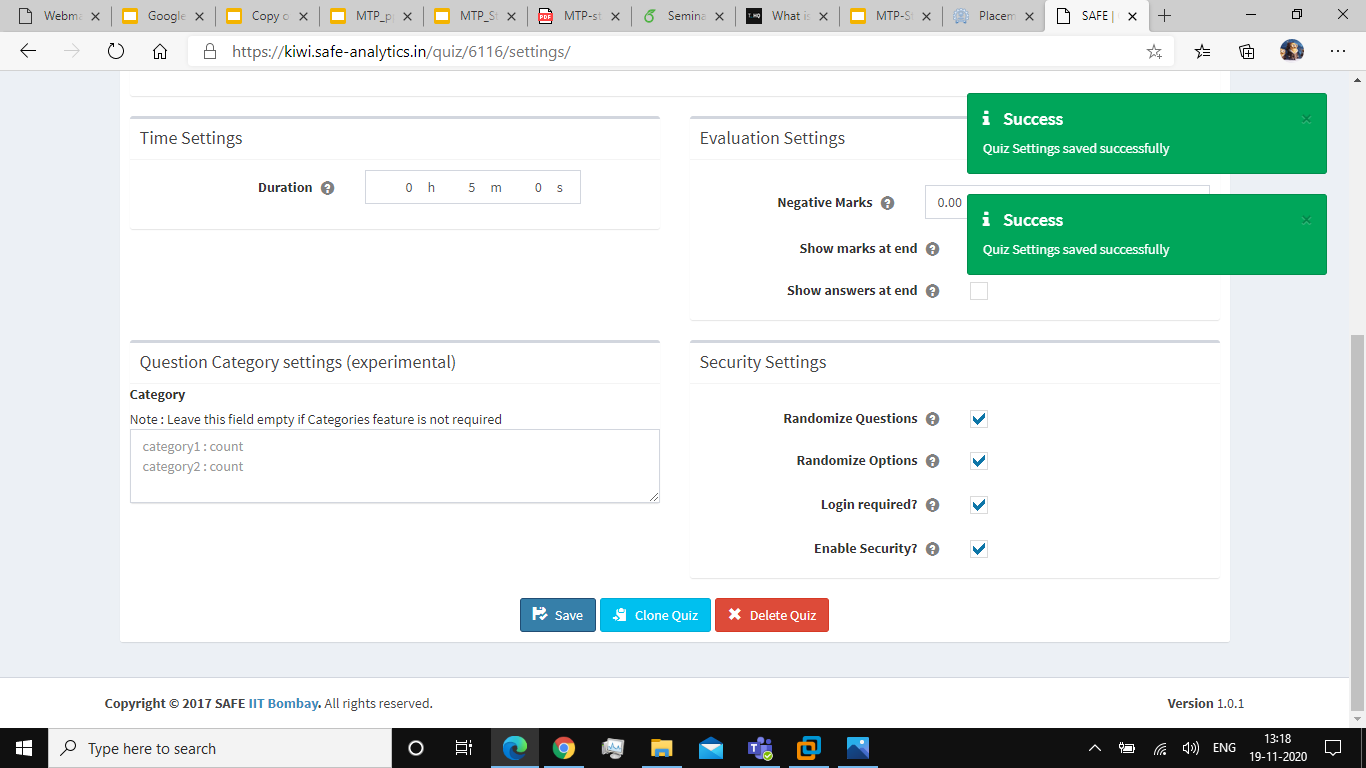 Webma
Google
Copy o
MTP_p
MTP_S
PDF
MTP-st
Semina
T.HQ
What is
MTP-S
Placem
SAFE |
https://kiwi.safe-analytics.in/quiz/6116/settings/
Success
Quiz Settings saved successfully
Success
Quiz Settings saved successfully
Time Settings
Duration
0 h 5 m 0 s
Evaluation Settings
Negative Marks
0.00
Show marks at end
Show answers at end
Question Category settings (experimental)
Category
Note : Leave this field empty if Categories feature is not required
category1 : count
category2 : count
Security Settings
Randomize Questions
Randomize Options
Login required?
Enable Security?
Save
Clone Quiz
Delete Quiz
Copyright © 2017 SAFE IIT Bombay. All rights reserved.
Version 1.0.1
Type here to search
ENG
13:18
19-11-2020